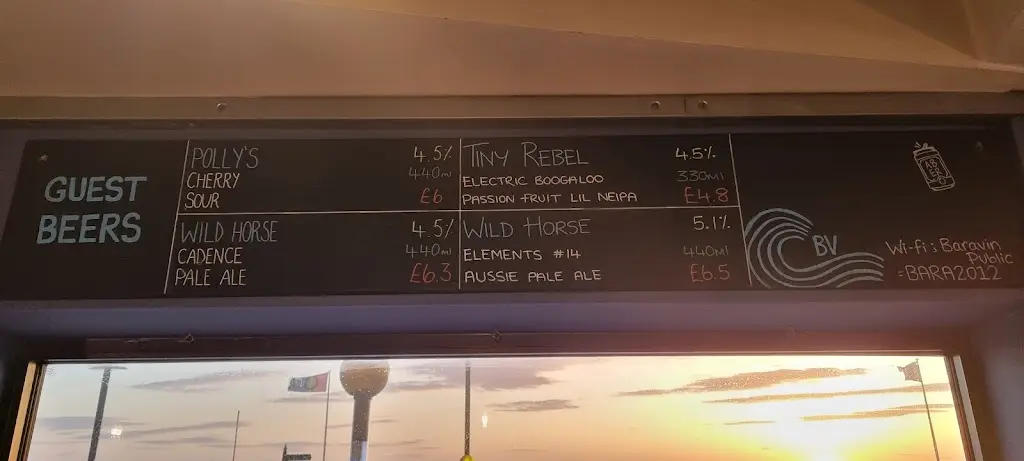 GUEST
BEERS
POLLY'S 4.5%
CHERRY 440ml
SOUR £6
WILD HORSE 4.5%
CADENCE 440ml
PALE ALE £6.3
TINY REBEL 4.5%
ELECTRIC BOOGALOO 330ml
PASSION FRUIT LIL NEIPA £4.8
WILD HORSE 5.1%
ELEMENTS #14 440ml
AUSSIE PALE ALE £6.5
BV
Wi-fi: Baravin
Public
=BARA2012